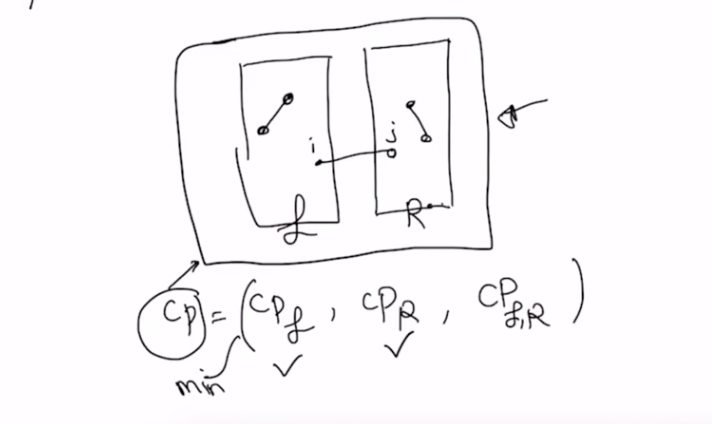 i j
L R
CP = (CP_L, CP_R, CP_L,R)
min